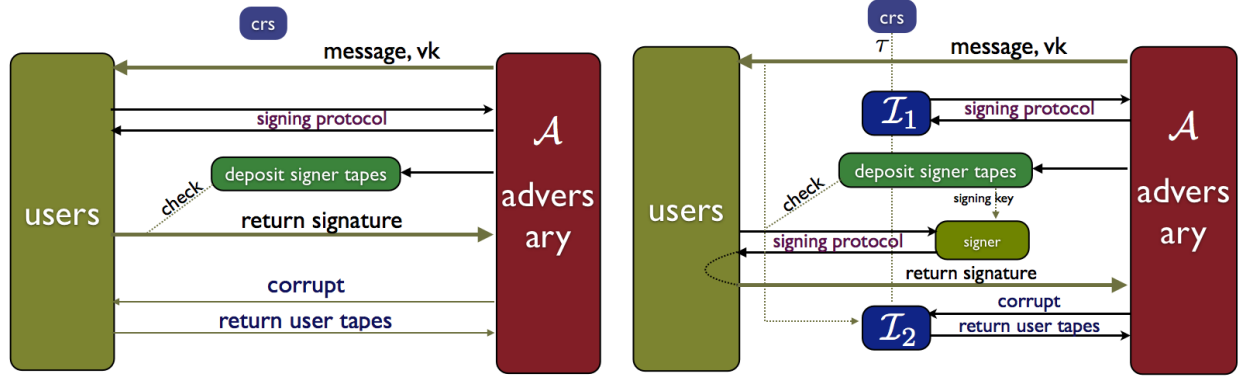 crs
message, vk
signing protocol
deposit signer tapes
check
return signature
corrupt
return user tapes
users
𝒜
advers
ary
crs
τ
message, vk
ℐ₁
signing protocol
deposit signer tapes
check
signing key
signing protocol
signer
return signature
corrupt
ℐ₂
return user tapes
users
𝒜
advers
ary